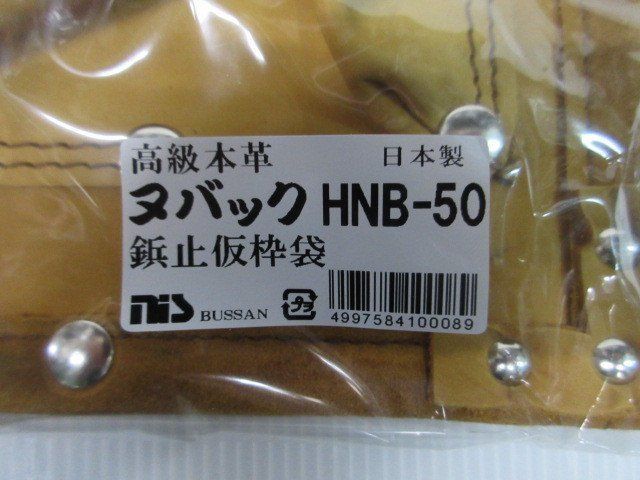 高級本革 日本製
ヌバック HNB-50
鋲止仮枠袋
nis BUSSAN プラ
4997584100089